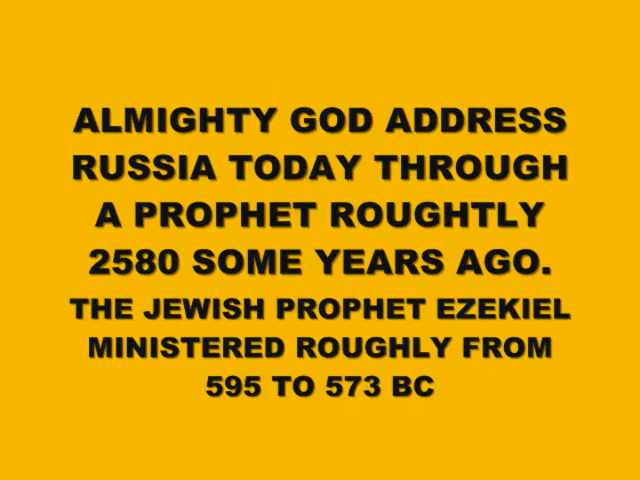 ALMIGHTY GOD ADDRESS
RUSSIA TODAY THROUGH
A PROPHET ROUGHTLY
2580 SOME YEARS AGO.
THE JEWISH PROPHET EZEKIEL
MINISTERED ROUGHLY FROM
595 TO 573 BC